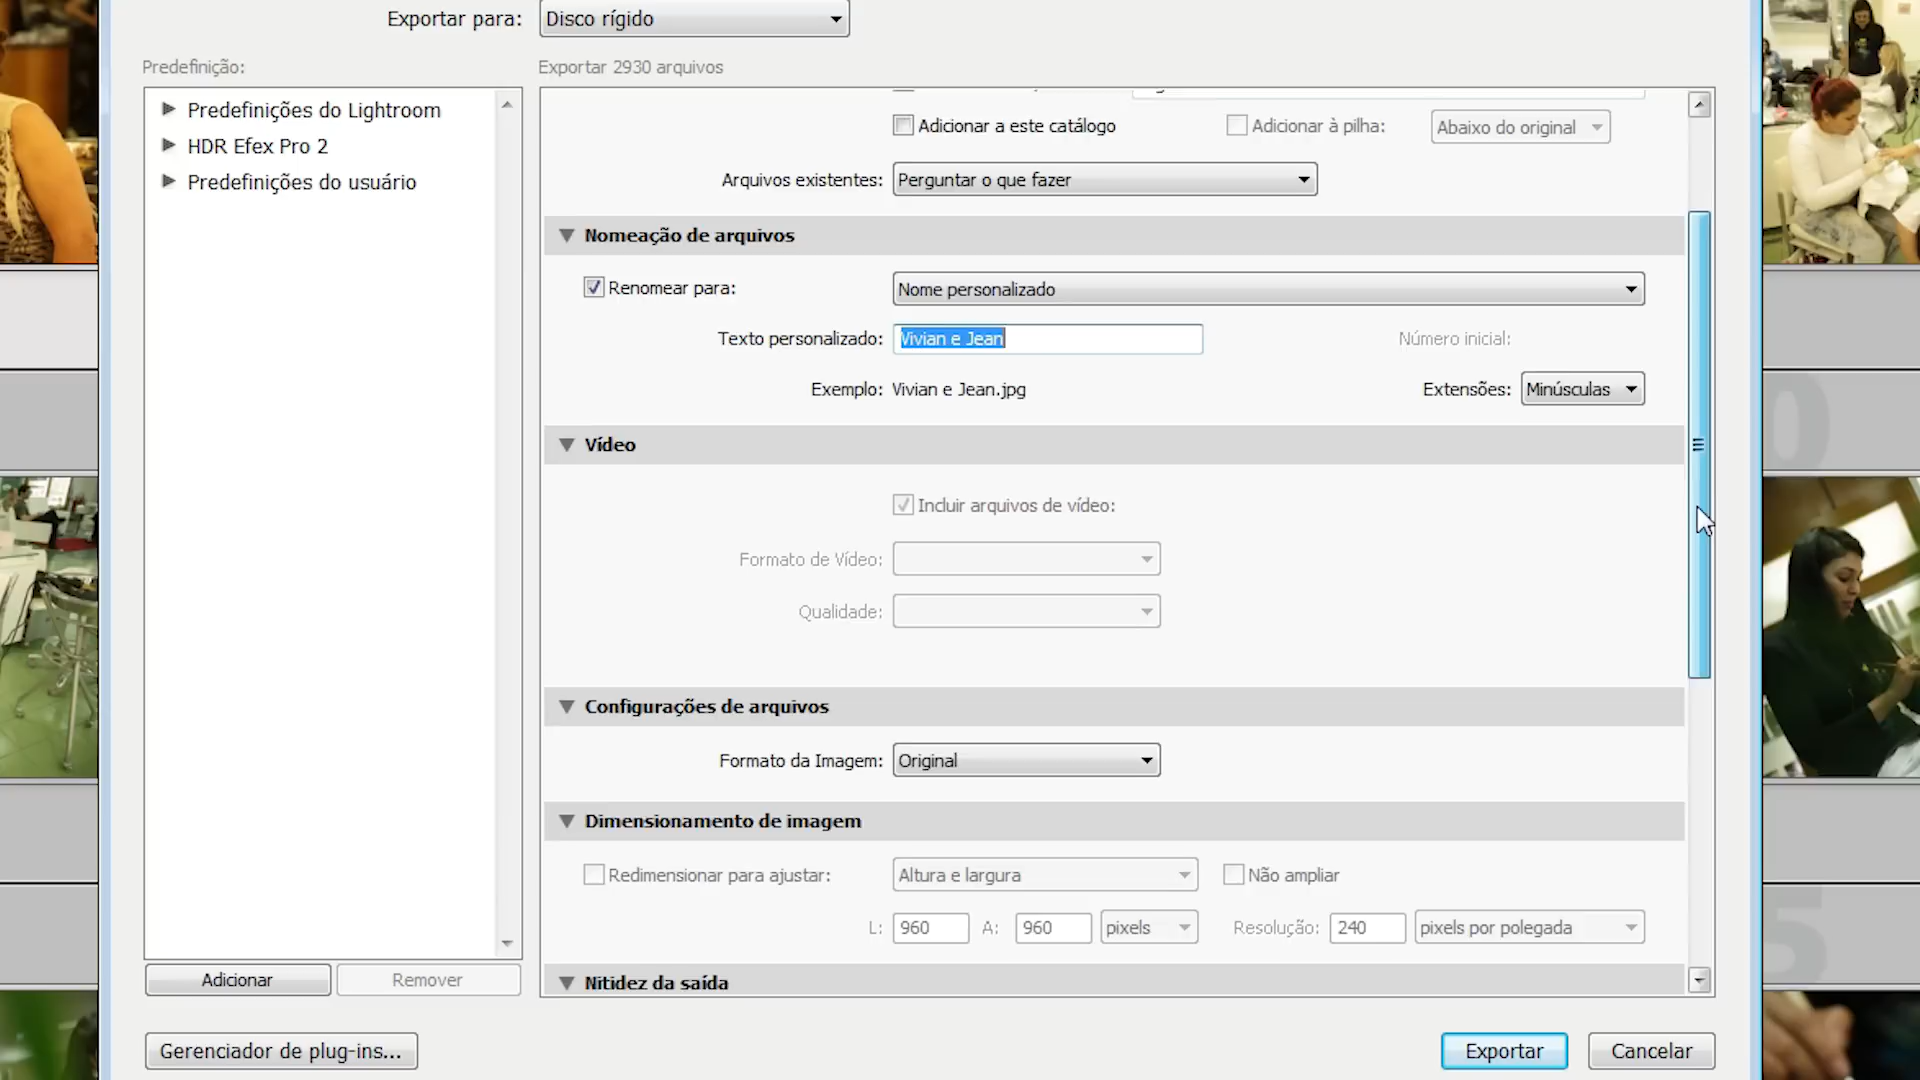 Exportar para: Disco rígido
Predefinição: Exportar 2930 arquivos
Predefinições do Lightroom
HDR Efex Pro 2
Predefinições do usuário
Adicionar a este catálogo Adicionar à pilha: Abaixo do original
Arquivos existentes: Perguntar o que fazer
Nomeação de arquivos
Renomear para: Nome personalizado
Texto personalizado: Vivian e Jean Número inicial:
Exemplo: Vivian e Jean.jpg Extensões: Minúsculas
Vídeo
Incluir arquivos de vídeo:
Formato de Vídeo:
Qualidade:
Configurações de arquivos
Formato da Imagem: Original
Dimensionamento de imagem
Redimensionar para ajustar: Altura e largura Não ampliar
L: 960 A: 960 pixels Resolução: 240 pixels por polegada
Nitidez da saída
Adicionar Remover
Gerenciador de plug-ins... Exportar Cancelar